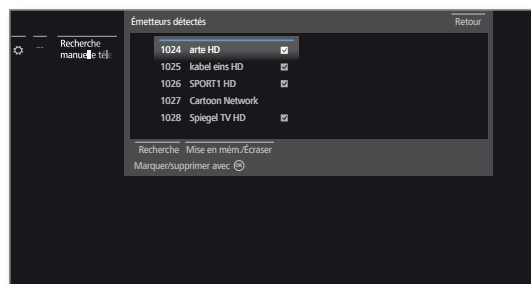 Émetteurs détectés
Retour
...
Recherche
manuelle
1024 arte HD
1025 kabel eins HD
1026 SPORT1 HD
1027 Cartoon Network
1028 Spiegel TV HD
Recherche Mise en mém./Écraser
Marquer/supprimer avec OK